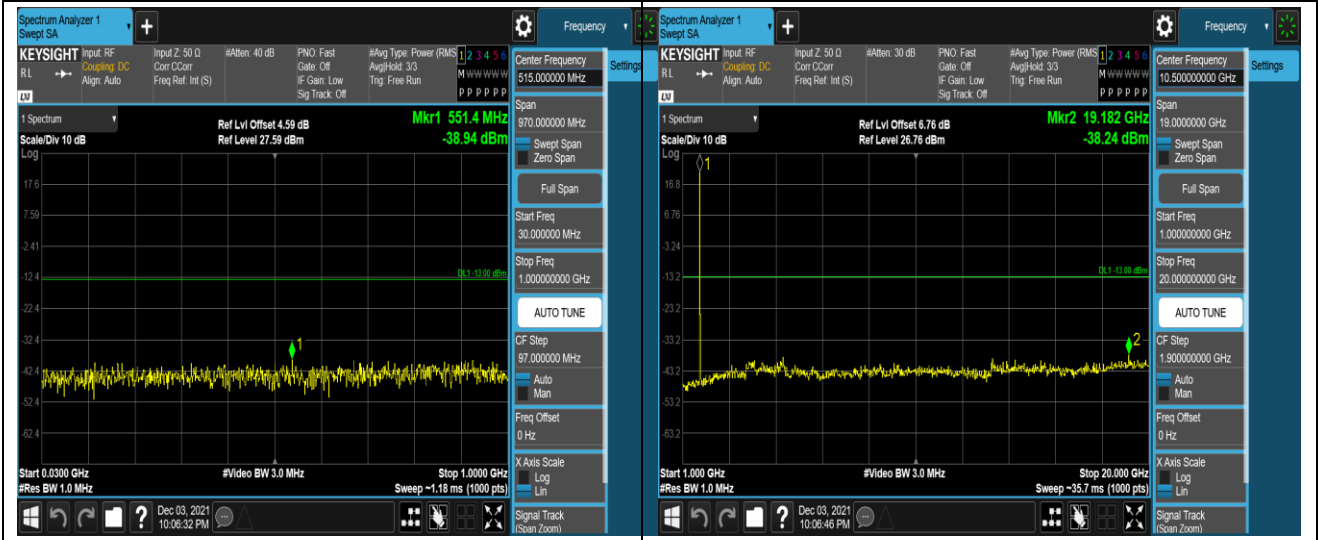 Spectrum Analyzer 1
Swept SA
Frequency
KEYSIGHT
Input: RF
Coupling: DC
Align: Auto
Input Z: 50 Ω
Corr CCorr
Freq Ref: Int (S)
#Atten: 40 dB
PNO: Fast
Gate: Off
IF Gain: Low
Sig Track: Off
#Avg Type: Power (RMS
Avg|Hold: 3/3
Trig: Free Run
1 2 3 4 5 6
M W W W W W
P P P P P P
RL
LXI
Center Frequency
515.000000 MHz
Settings
Span
970.000000 MHz
Swept Span
Zero Span
Full Span
Start Freq
30.000000 MHz
Stop Freq
1.000000000 GHz
AUTO TUNE
CF Step
97.000000 MHz
Auto
Man
Freq Offset
0 Hz
X Axis Scale
Log
Lin
Signal Track
(Span Zoom)
1 Spectrum
Scale/Div 10 dB
Log
Ref Lvl Offset 4.59 dB
Ref Level 27.59 dBm
Mkr1 551.4 MHz
-38.94 dBm
17.6
7.59
-2.41
-12.4
DL1 -13.00 dBm
-22.4
-32.4
1
-42.4
-52.4
-62.4
Start 0.0300 GHz
#Video BW 3.0 MHz
Stop 1.0000 GHz
#Res BW 1.0 MHz
Sweep ~1.18 ms (1000 pts)
?
Dec 03, 2021
10:06:32 PM
Spectrum Analyzer 1
Swept SA
Frequency
KEYSIGHT
Input: RF
Coupling: DC
Align: Auto
Input Z: 50 Ω
Corr CCorr
Freq Ref: Int (S)
#Atten: 30 dB
PNO: Fast
Gate: Off
IF Gain: Low
Sig Track: Off
#Avg Type: Power (RMS
Avg|Hold: 3/3
Trig: Free Run
1 2 3 4 5 6
M W W W W W
P P P P P P
RL
LXI
Center Frequency
10.500000000 GHz
Settings
Span
19.0000000 GHz
Swept Span
Zero Span
Full Span
Start Freq
1.000000000 GHz
Stop Freq
20.000000000 GHz
AUTO TUNE
CF Step
1.900000000 GHz
Auto
Man
Freq Offset
0 Hz
X Axis Scale
Log
Lin
Signal Track
(Span Zoom)
1 Spectrum
Scale/Div 10 dB
Log
Ref Lvl Offset 6.76 dB
Ref Level 26.76 dBm
Mkr2 19.182 GHz
-38.24 dBm
1
16.8
6.76
-3.24
-13.2
DL1 -13.00 dBm
-23.2
-33.2
2
-43.2
-53.2
-63.2
Start 1.000 GHz
#Video BW 3.0 MHz
Stop 20.000 GHz
#Res BW 1.0 MHz
Sweep ~35.7 ms (1000 pts)
?
Dec 03, 2021
10:06:46 PM